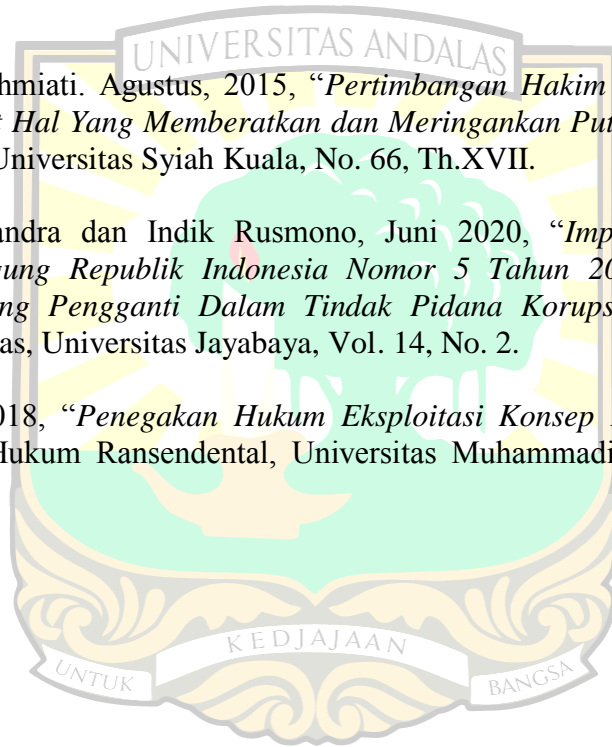 UNIVERSITAS ANDALAS
hmiati. Agustus, 2015, “Pertimbangan Hakim
t Hal Yang Memberatkan dan Meringankan Put
Universitas Syiah Kuala, No. 66, Th.XVII.
andra dan Indik Rusmono, Juni 2020, “Imp
gung Republik Indonesia Nomor 5 Tahun 20
ng Pengganti Dalam Tindak Pidana Korups
as, Universitas Jayabaya, Vol. 14, No. 2.
018, “Penegakan Hukum Eksploitasi Konsep
Hukum Ransendental, Universitas Muhammadi
KEDJAJAAN
UNTUK
BANGSA